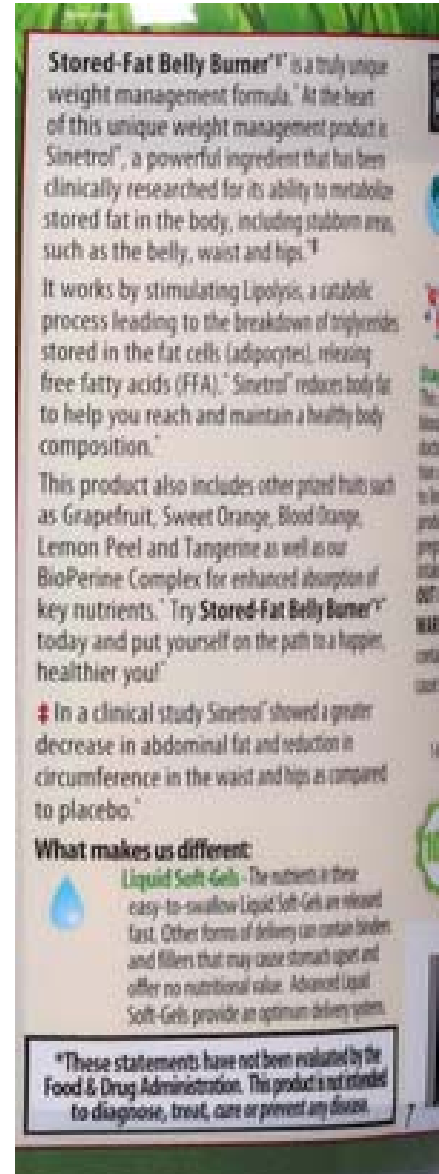 Stored-Fat Belly Burner*‡* is a truly unique
weight management formula.* At the heart
of this unique weight management product is
Sinetrol®, a powerful ingredient that has been
clinically researched for its ability to metabolize
stored fat in the body, including stubborn areas,
such as the belly, waist and hips.*‡
It works by stimulating Lipolysis, a catabolic
process leading to the breakdown of triglycerides
stored in the fat cells (adipocytes), releasing
free fatty acids (FFA).* Sinetrol® reduces body fat
to help you reach and maintain a healthy body
composition.*
This product also includes other prized fruits such
as Grapefruit, Sweet Orange, Blood Orange,
Lemon Peel and Tangerine as well as our
BioPerine Complex for enhanced absorption of
key nutrients.* Try Stored-Fat Belly Burner*‡*
today and put yourself on the path to a happier,
healthier you!*
‡ In a clinical study Sinetrol® showed a greater
decrease in abdominal fat and reduction in
circumference in the waist and hips as compared
to placebo.*
What makes us different:
Liquid Soft-Gels - The nutrients in these
easy-to-swallow Liquid Soft-Gels are released
fast. Other forms of delivery can contain binders
and fillers that may cause stomach upset and
offer no nutritional value. Advanced Liquid
Soft-Gels provide an optimum delivery system.
*These statements have not been evaluated by the
Food & Drug Administration. This product is not intended
to diagnose, treat, cure or prevent any disease.